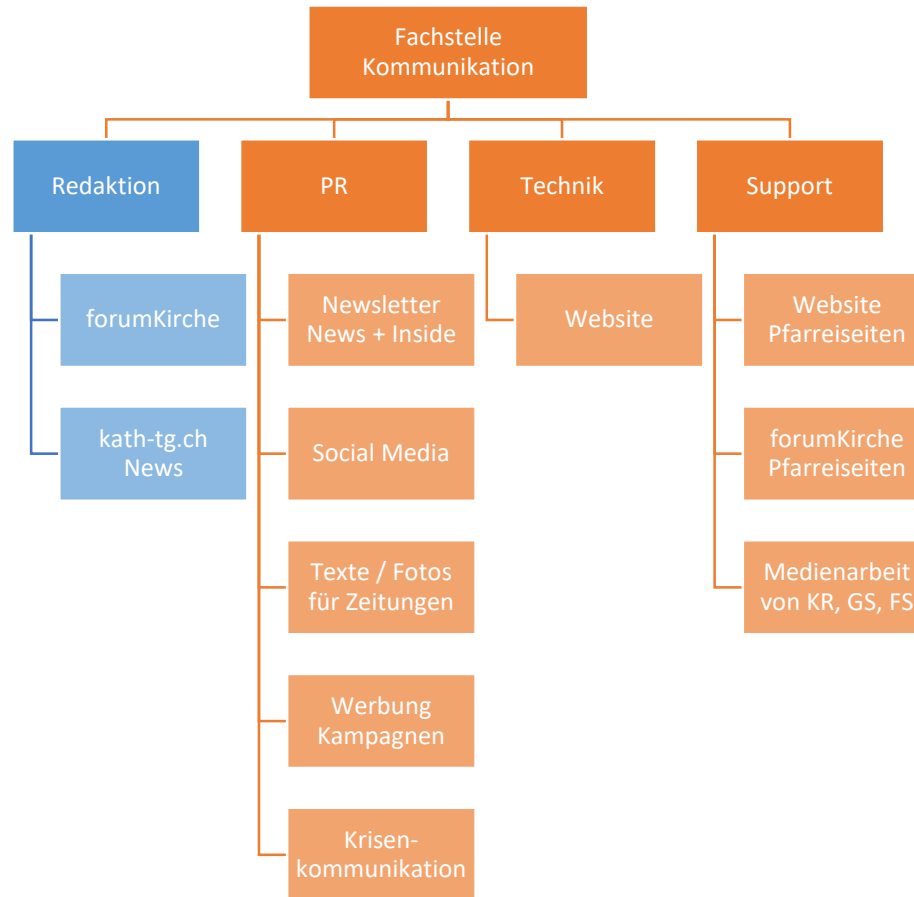 Fachstelle
Kommunikation
Redaktion
PR
Technik
Support
forumKirche
kath-tg.ch
News
Newsletter
News + Inside
Social Media
Texte / Fotos
für Zeitungen
Werbung
Kampagnen
Krisen-
kommunikation
Website
Website
Pfarreiseiten
forumKirche
Pfarreiseiten
Medienarbeit
von KR, GS, FS